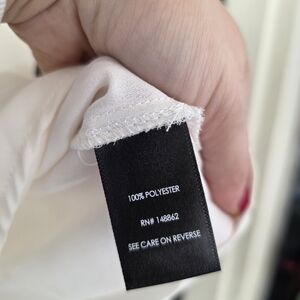 100% POLYESTER
RN# 148862
SEE CARE ON REVERSE